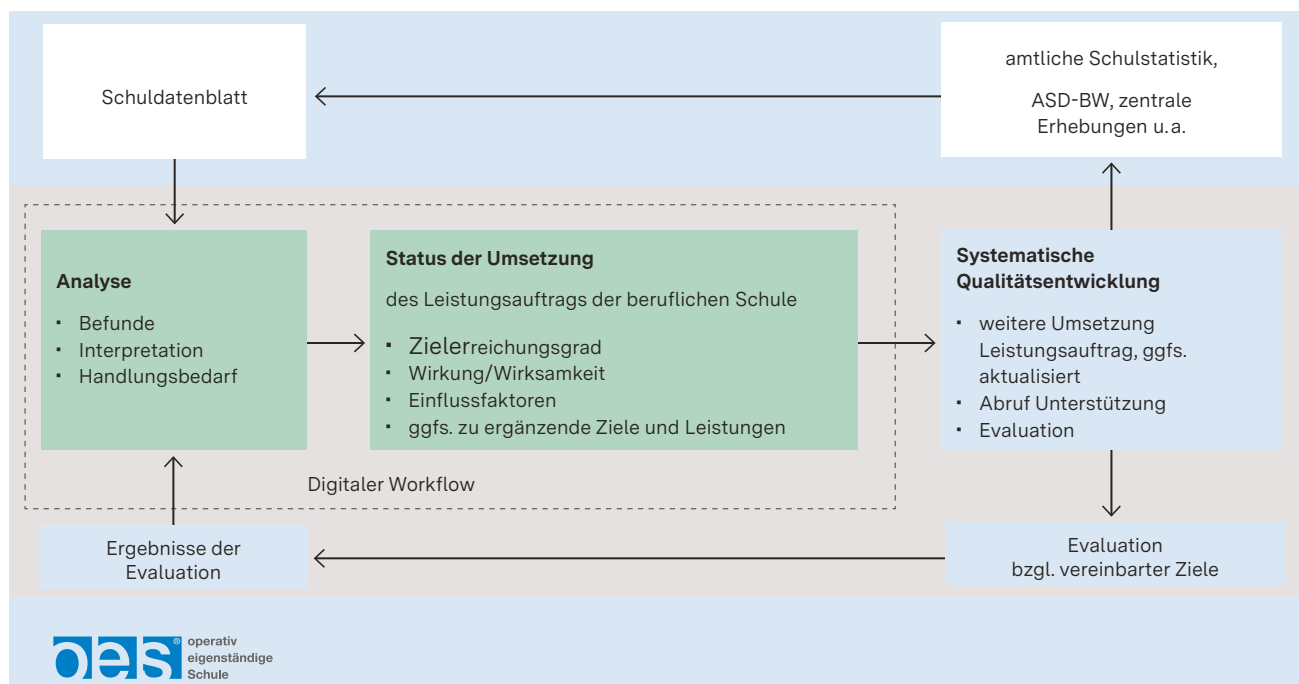 Schuldatenblatt
amtliche Schulstatistik,
ASD-BW, zentrale
Erhebungen u. a.
Analyse
▪ Befunde
▪ Interpretation
▪ Handlungsbedarf
Status der Umsetzung
des Leistungsauftrags der beruflichen Schule
▪ Zielerreichungsgrad
▪ Wirkung/Wirksamkeit
▪ Einflussfaktoren
▪ ggfs. zu ergänzende Ziele und Leistungen
Systematische
Qualitätsentwicklung
▪ weitere Umsetzung
Leistungsauftrag, ggfs.
aktualisiert
▪ Abruf Unterstützung
▪ Evaluation
Digitaler Workflow
Ergebnisse der
Evaluation
Evaluation
bzgl. vereinbarter Ziele
oes®
operativ
eigenständige
Schule